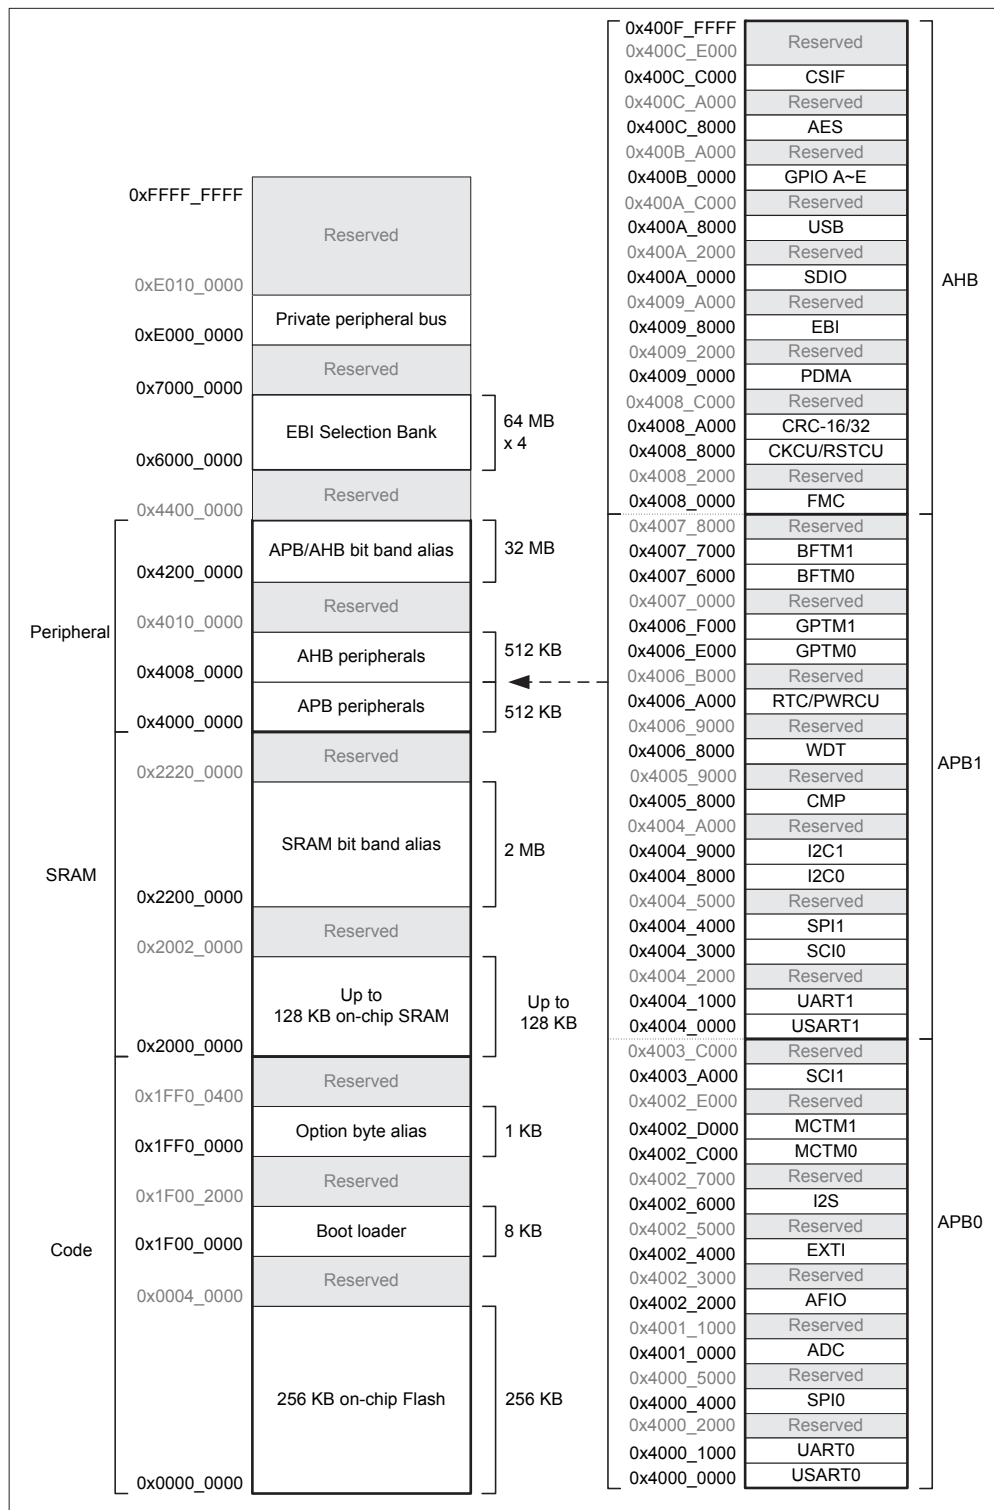 0xFFFF_FFFF
Reserved
0xE010_0000
Private peripheral bus
0xE000_0000
Reserved
0x7000_0000
EBI Selection Bank
64 MB
x 4
0x6000_0000
Reserved
0x4400_0000
APB/AHB bit band alias
32 MB
0x4200_0000
Reserved
0x4010_0000
Peripheral
AHB peripherals
512 KB
0x4008_0000
APB peripherals
512 KB
0x4000_0000
Reserved
0x2220_0000
SRAM bit band alias
2 MB
SRAM
0x2200_0000
Reserved
0x2002_0000
Up to
128 KB on-chip SRAM
Up to
128 KB
0x2000_0000
Reserved
0x1FF0_0400
Option byte alias
1 KB
0x1FF0_0000
Reserved
0x1F00_2000
Boot loader
8 KB
0x1F00_0000
Code
Reserved
0x0004_0000
256 KB on-chip Flash
256 KB
0x0000_0000
0x400F_FFFF
Reserved
0x400C_E000
0x400C_C000 CSIF
0x400C_A000 Reserved
0x400C_8000 AES
0x400B_A000 Reserved
0x400B_0000 GPIO A~E
0x400A_C000 Reserved
0x400A_8000 USB
0x400A_2000 Reserved
0x400A_0000 SDIO
AHB
0x4009_A000 Reserved
0x4009_8000 EBI
0x4009_2000 Reserved
0x4009_0000 PDMA
0x4008_C000 Reserved
0x4008_A000 CRC-16/32
0x4008_8000 CKCU/RSTCU
0x4008_2000 Reserved
0x4008_0000 FMC
0x4007_8000 Reserved
0x4007_7000 BFTM1
0x4007_6000 BFTM0
0x4007_0000 Reserved
0x4006_F000 GPTM1
0x4006_E000 GPTM0
0x4006_B000 Reserved
0x4006_A000 RTC/PWRCU
0x4006_9000 Reserved
0x4006_8000 WDT
APB1
0x4005_9000 Reserved
0x4005_8000 CMP
0x4004_A000 Reserved
0x4004_9000 I2C1
0x4004_8000 I2C0
0x4004_5000 Reserved
0x4004_4000 SPI1
0x4004_3000 SCI0
0x4004_2000 Reserved
0x4004_1000 UART1
0x4004_0000 USART1
0x4003_C000 Reserved
0x4003_A000 SCI1
0x4002_E000 Reserved
0x4002_D000 MCTM1
0x4002_C000 MCTM0
0x4002_7000 Reserved
0x4002_6000 I2S
APB0
0x4002_5000 Reserved
0x4002_4000 EXTI
0x4002_3000 Reserved
0x4002_2000 AFIO
0x4001_1000 Reserved
0x4001_0000 ADC
0x4000_5000 Reserved
0x4000_4000 SPI0
0x4000_2000 Reserved
0x4000_1000 UART0
0x4000_0000 USART0